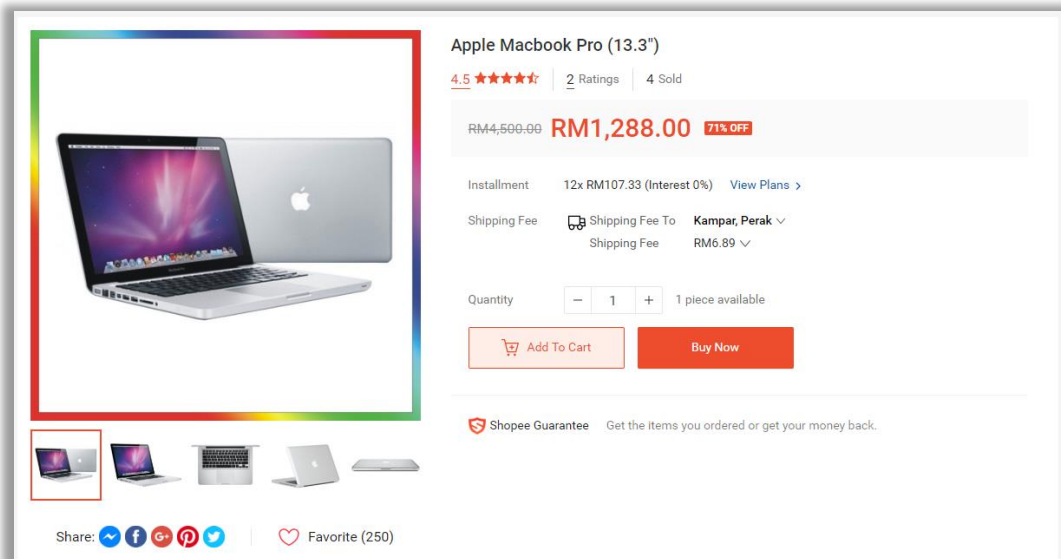 Apple Macbook Pro (13.3")
4.5
2 Ratings
4 Sold
RM4,500.00 RM1,288.00 71% OFF
Installment 12x RM107.33 (Interest 0%) View Plans >
Shipping Fee Shipping Fee To Kampar, Perak
Shipping Fee RM6.89
Quantity − 1 + 1 piece available
Add To Cart
Buy Now
Shopee Guarantee Get the items you ordered or get your money back.
Share:
Favorite (250)